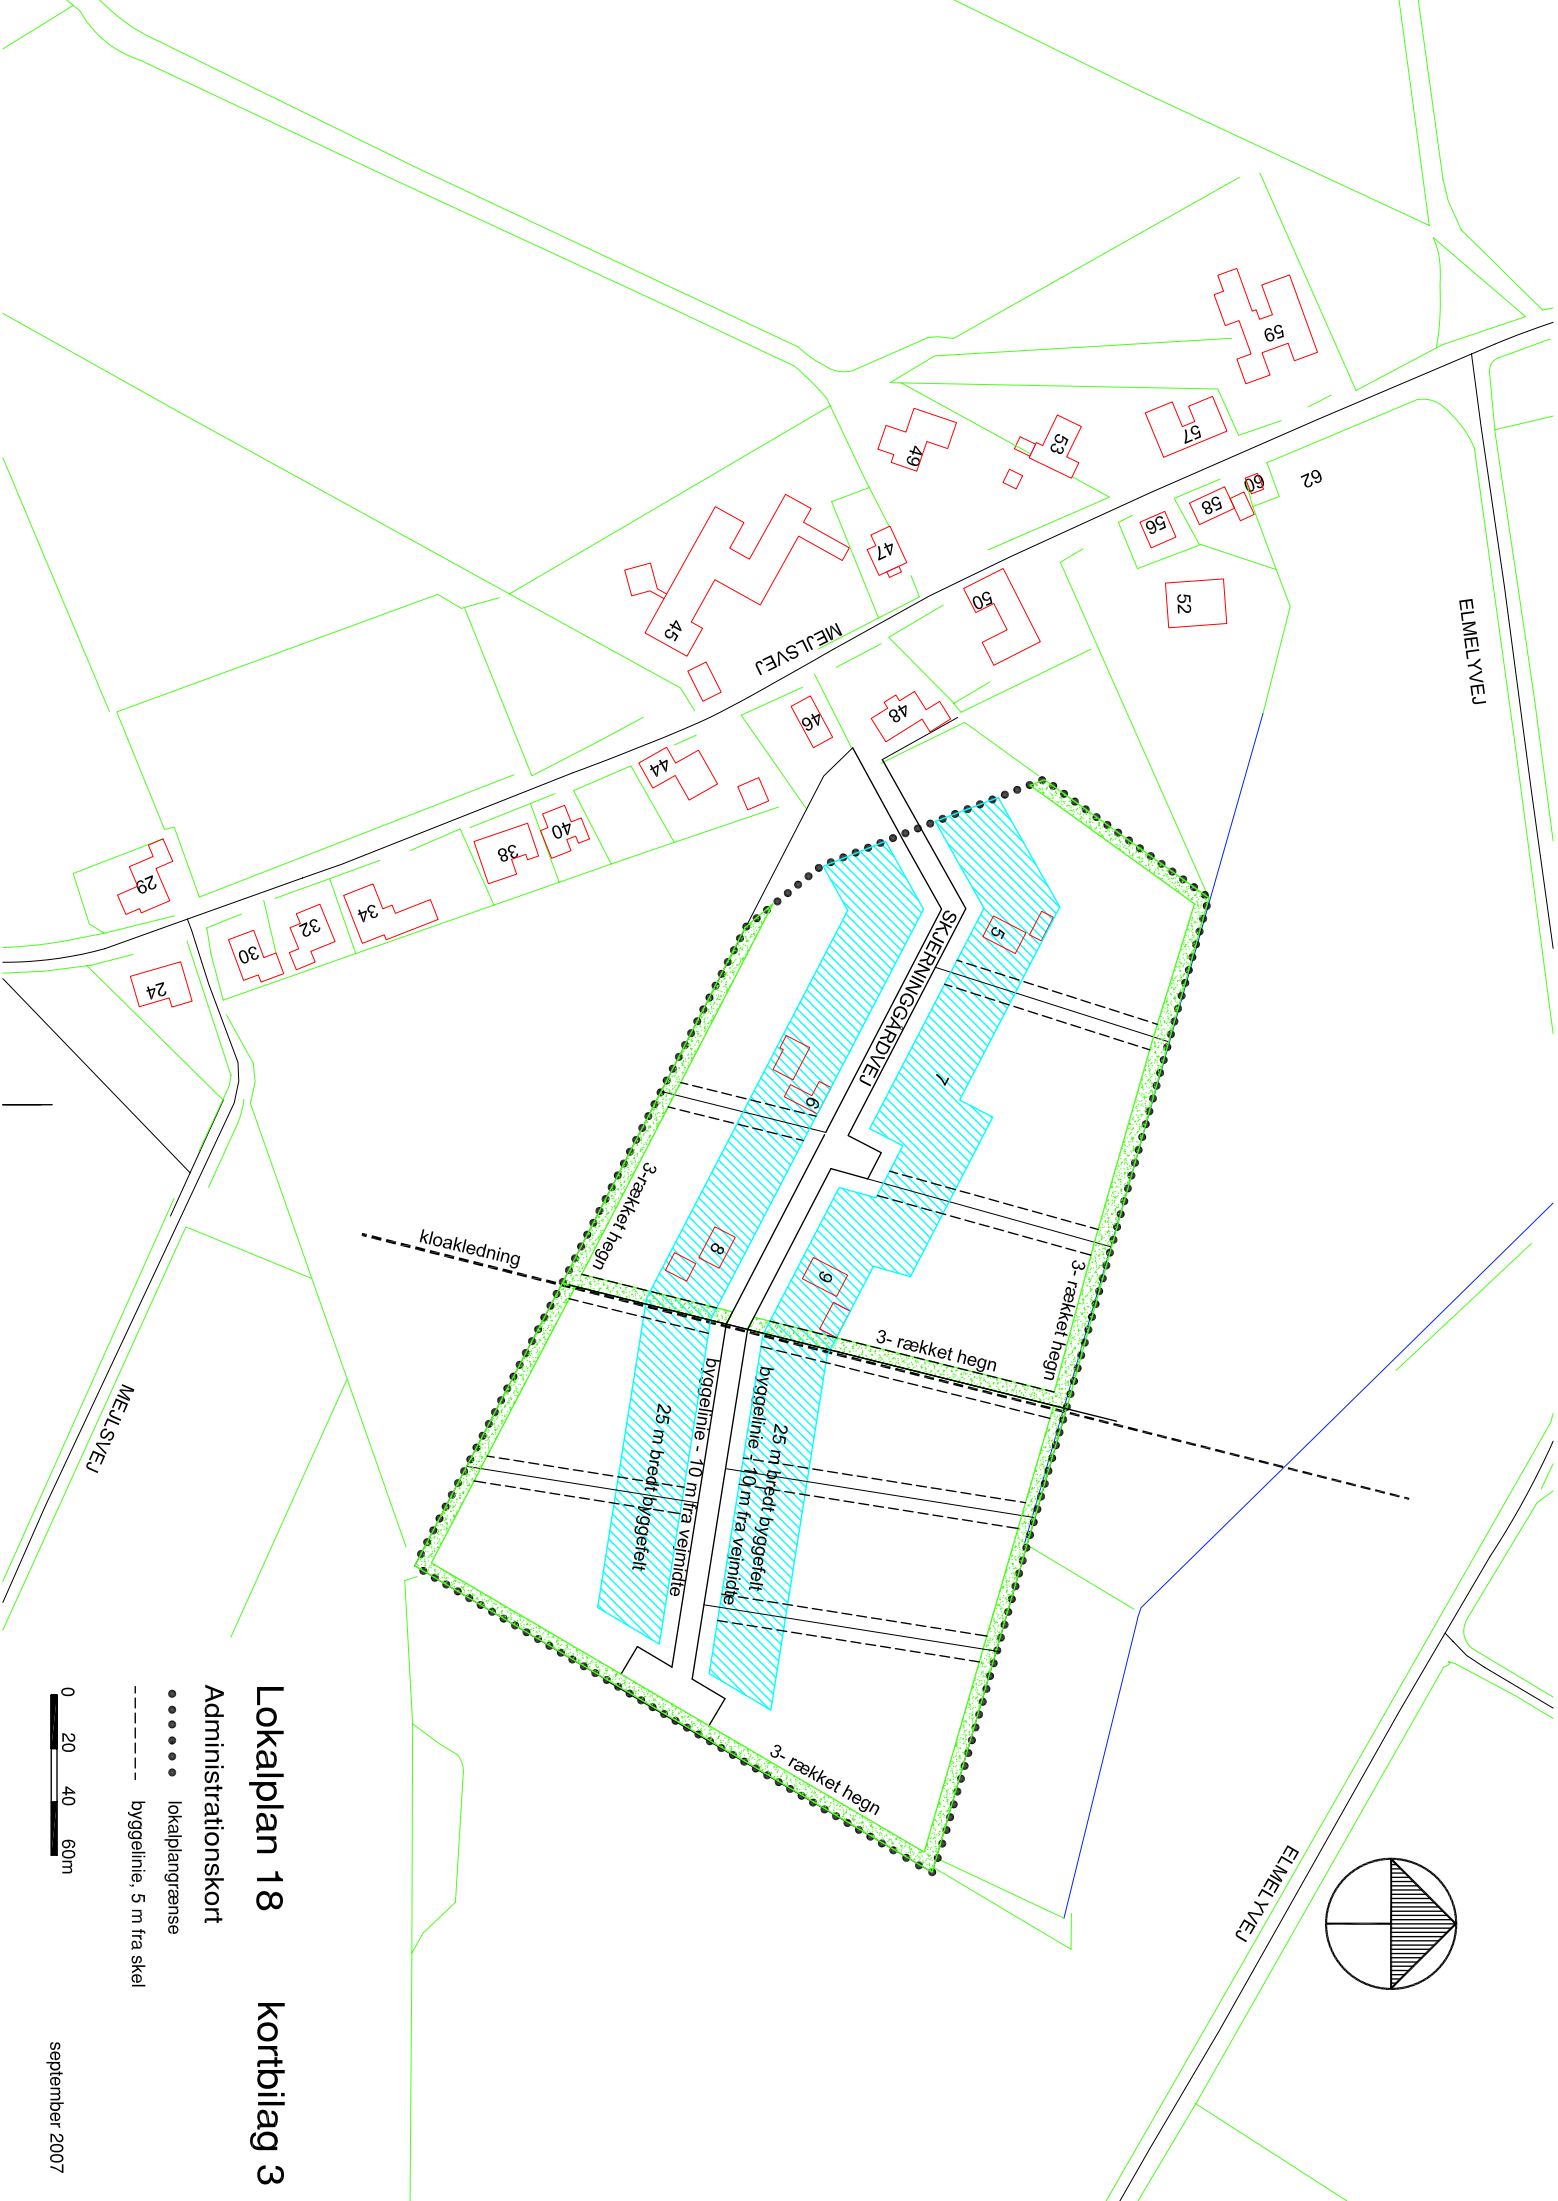 Lokalplan 18 kortbilag 3
Administrationskort
lokalplangrænse
byggelinie, 5 m fra skel
0 20 40 60m
september 2007
59
57
53
49
47
62
60
58
56
52
50
48
46
45
44
40
38
34
32
30
29
24
MEJLSVEJ
ELMELYVEJ
SKJERNINGGÅRDVEJ
5
7
6
8
9
3-rækket hegn
3- rækket hegn
3- rækket hegn
3- rækket hegn
kloakledning
byggelinie - 10 m fra vejmidte
25 m bredt byggefelt
25 m bredt byggefelt
byggelinie - 10 m fra vejmidte
MEJLSVEJ
ELMELYVEJ